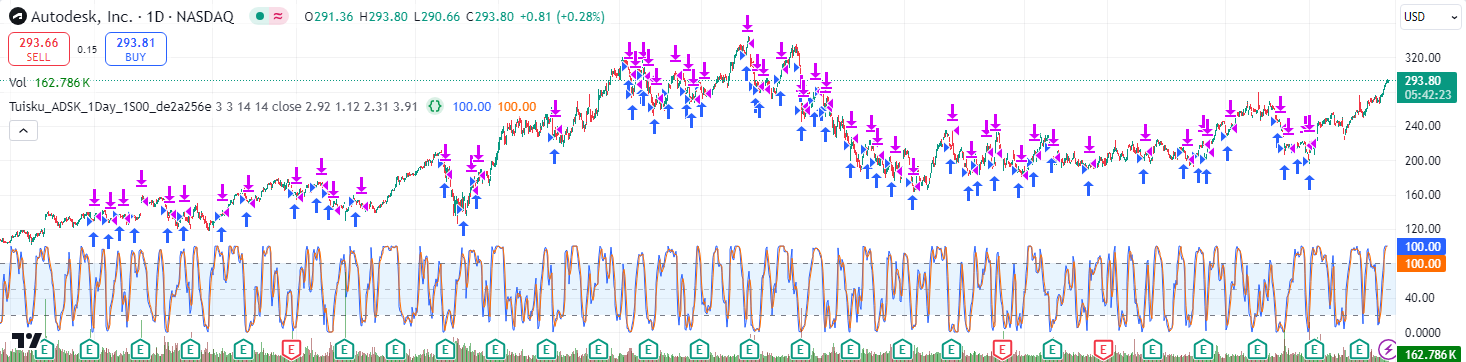 Autodesk, Inc. · 1D · NASDAQ O291.36 H293.80 L290.66 C293.80 +0.81 (+0.28%)
USD
293.66 0.15 293.81
SELL BUY
320.00
293.80
05:42:23
Vol 162.786 K
Tuisku_ADSK_1Day_1S00_de2a256e 3 3 14 14 close 2.92 1.12 2.31 3.91 100.00 100.00
240.00
200.00
160.00
120.00
100.00
100.00
40.00
0.0000
E E E E E E E E E E E E E E E E E E E E E E E E E E E
162.786 K